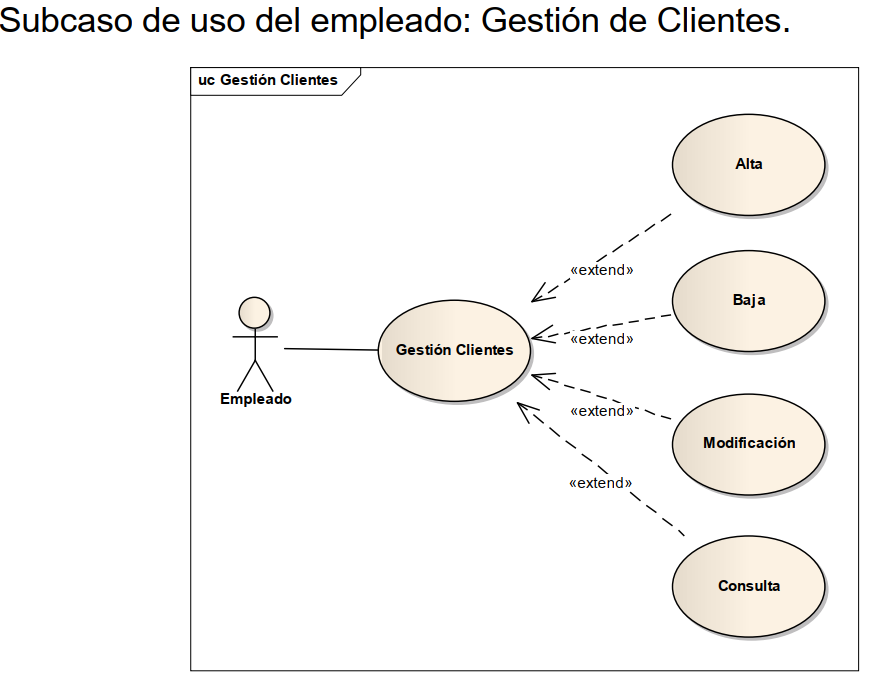 Subcaso de uso del empleado: Gestión de Clientes.
uc Gestión Clientes
Alta
«extend»
Baja
«extend»
Gestión Clientes
Empleado
«extend»
Modificación
«extend»
Consulta